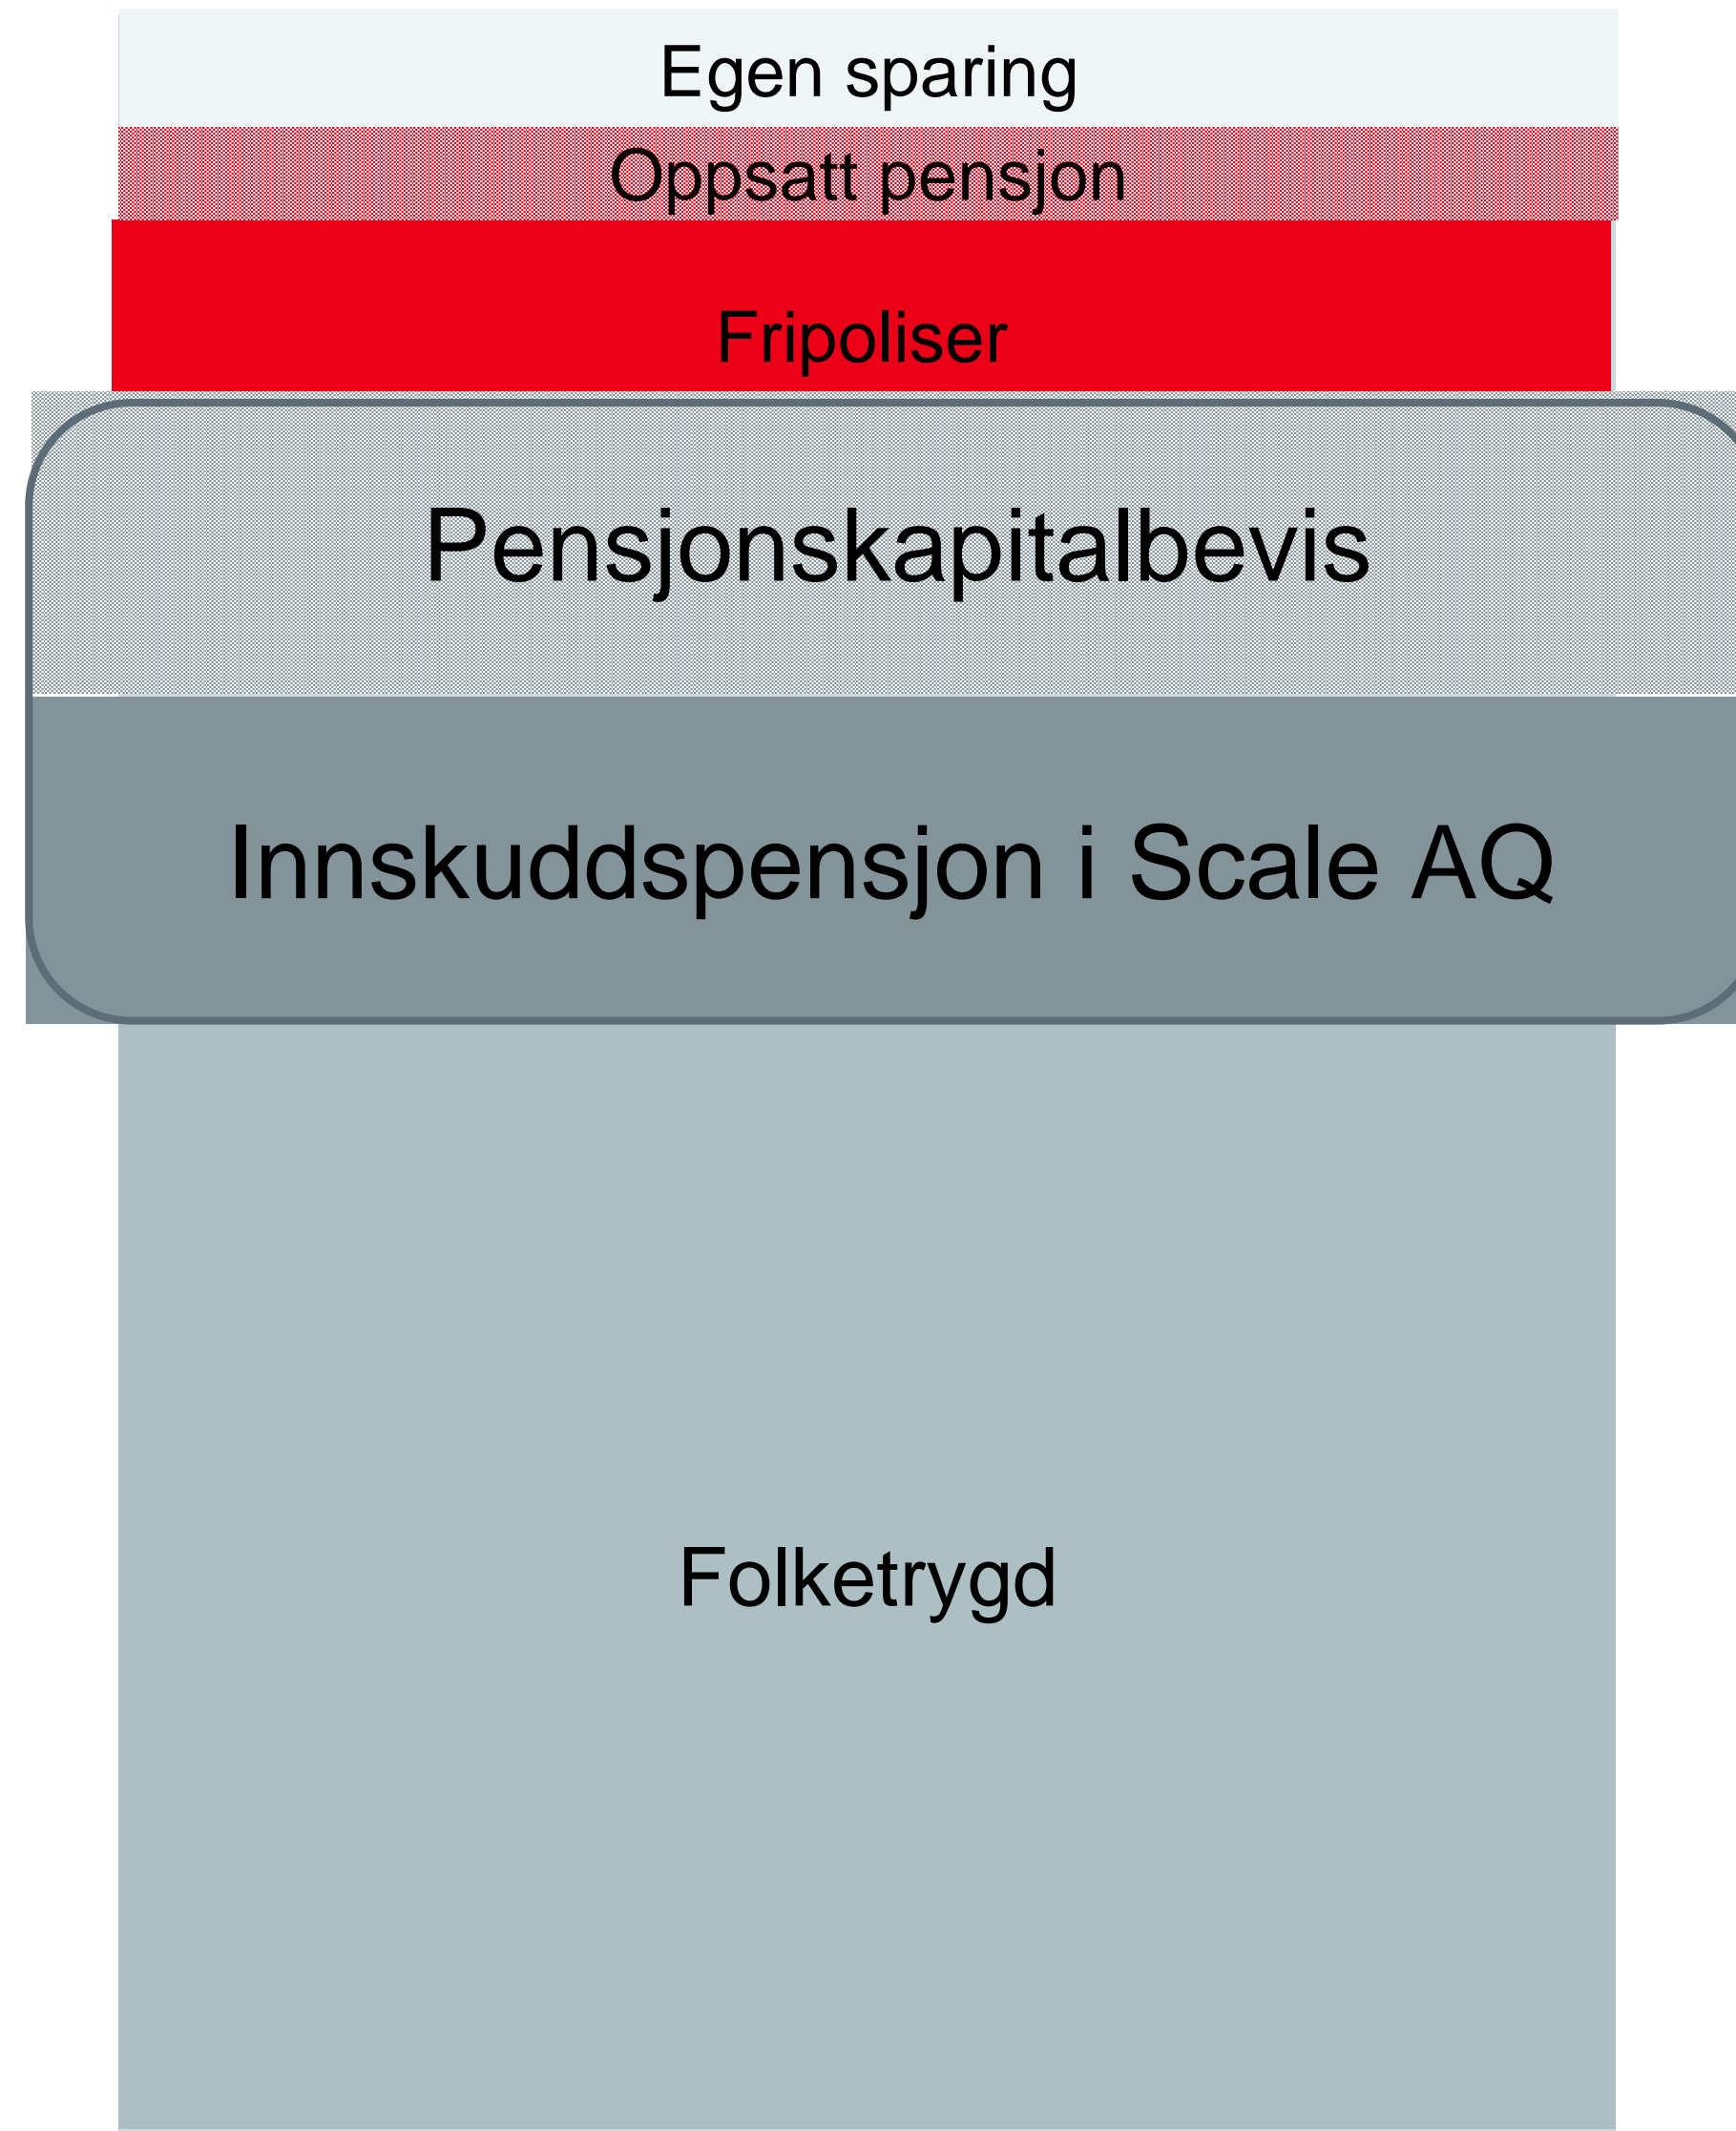 Egen sparing
Oppsatt pensjon
Fripoliser
Pensjonskapitalbevis
Innskuddspensjon i Scale AQ
Folketrygd